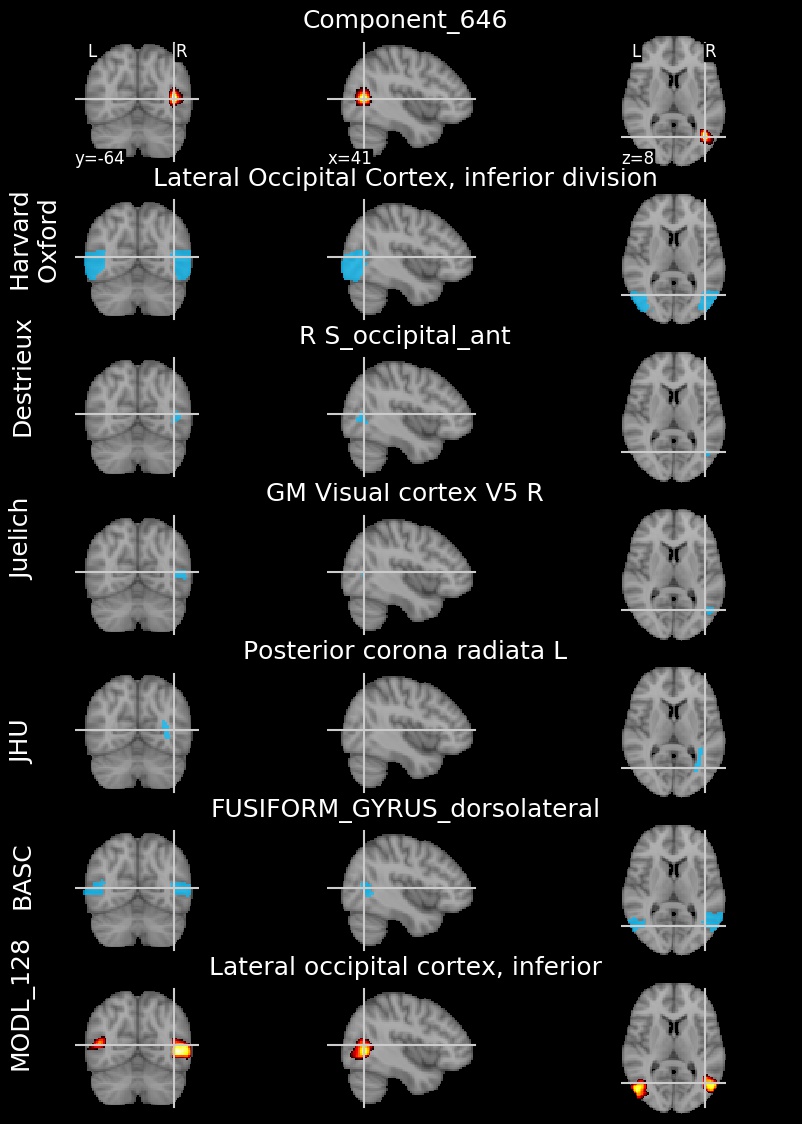 Component_646
L R
L R
y=-64
x=41
z=8
Lateral Occipital Cortex, inferior division
Harvard
Oxford
R S_occipital_ant
Destrieux
GM Visual cortex V5 R
Juelich
Posterior corona radiata L
JHU
FUSIFORM_GYRUS_dorsolateral
BASC
Lateral occipital cortex, inferior
MODL_128